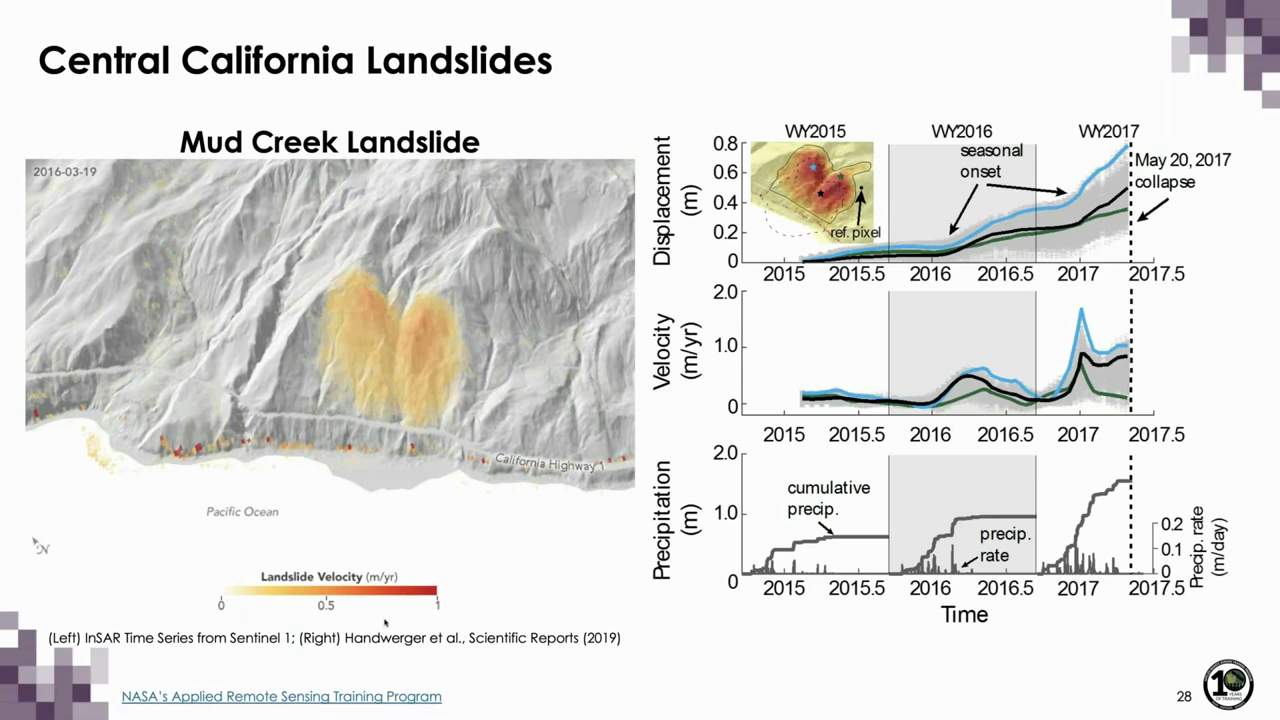 Central California Landslides
Mud Creek Landslide
2016-03-19
California Highway 1
Pacific Ocean
N
Landslide Velocity (m/yr)
0 0.5 1
(Left) InSAR Time Series from Sentinel 1; (Right) Handwerger et al., Scientific Reports (2019)
WY2015 WY2016 WY2017
Displacement
(m)
0.8
0.6
0.4
0.2
0
seasonal
onset
May 20, 2017
collapse
ref. pixel
2015 2015.5 2016 2016.5 2017 2017.5
Velocity
(m/yr)
2.0
1.0
0
2015 2015.5 2016 2016.5 2017 2017.5
Precipitation
(m)
2.0
1.0
0
cumulative
precip.
precip.
rate
0.2
0.1
0
Precip. rate
(m/day)
2015 2015.5 2016 2016.5 2017 2017.5
Time
NASA's Applied Remote Sensing Training Program
28
10
YEARS
OF TRAINING